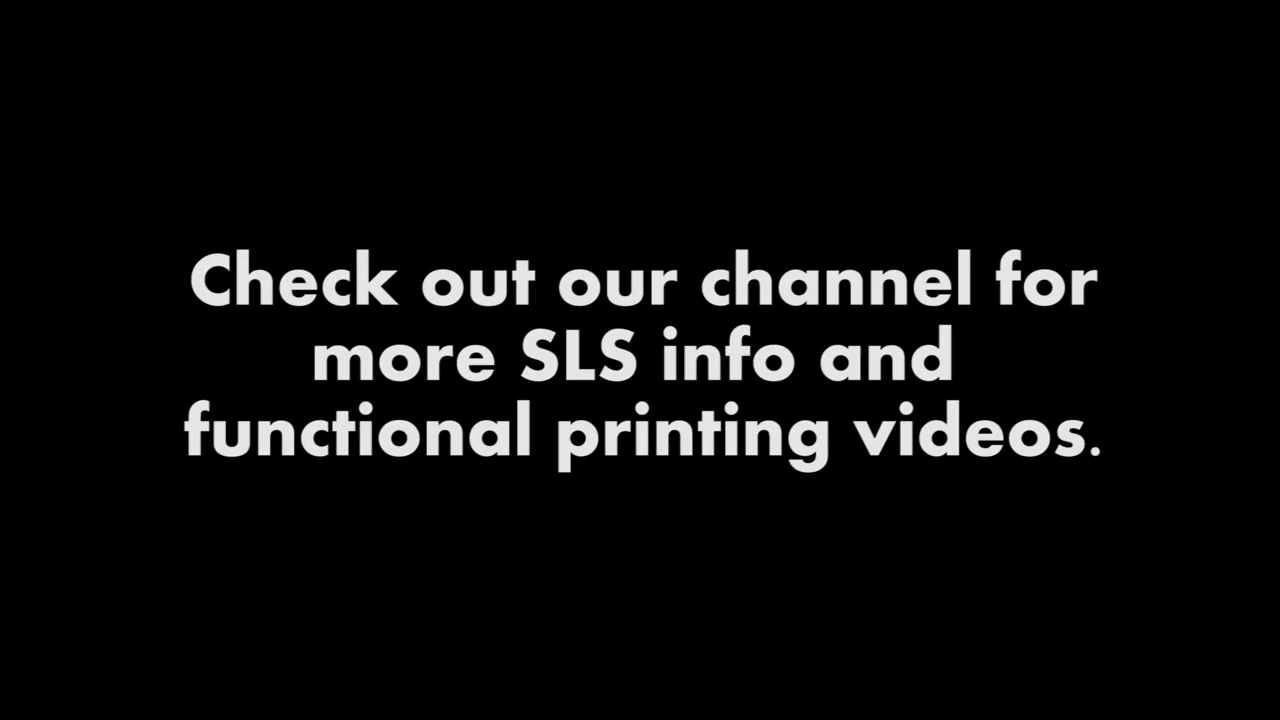 Check out our channel for
more SLS info and
functional printing videos.